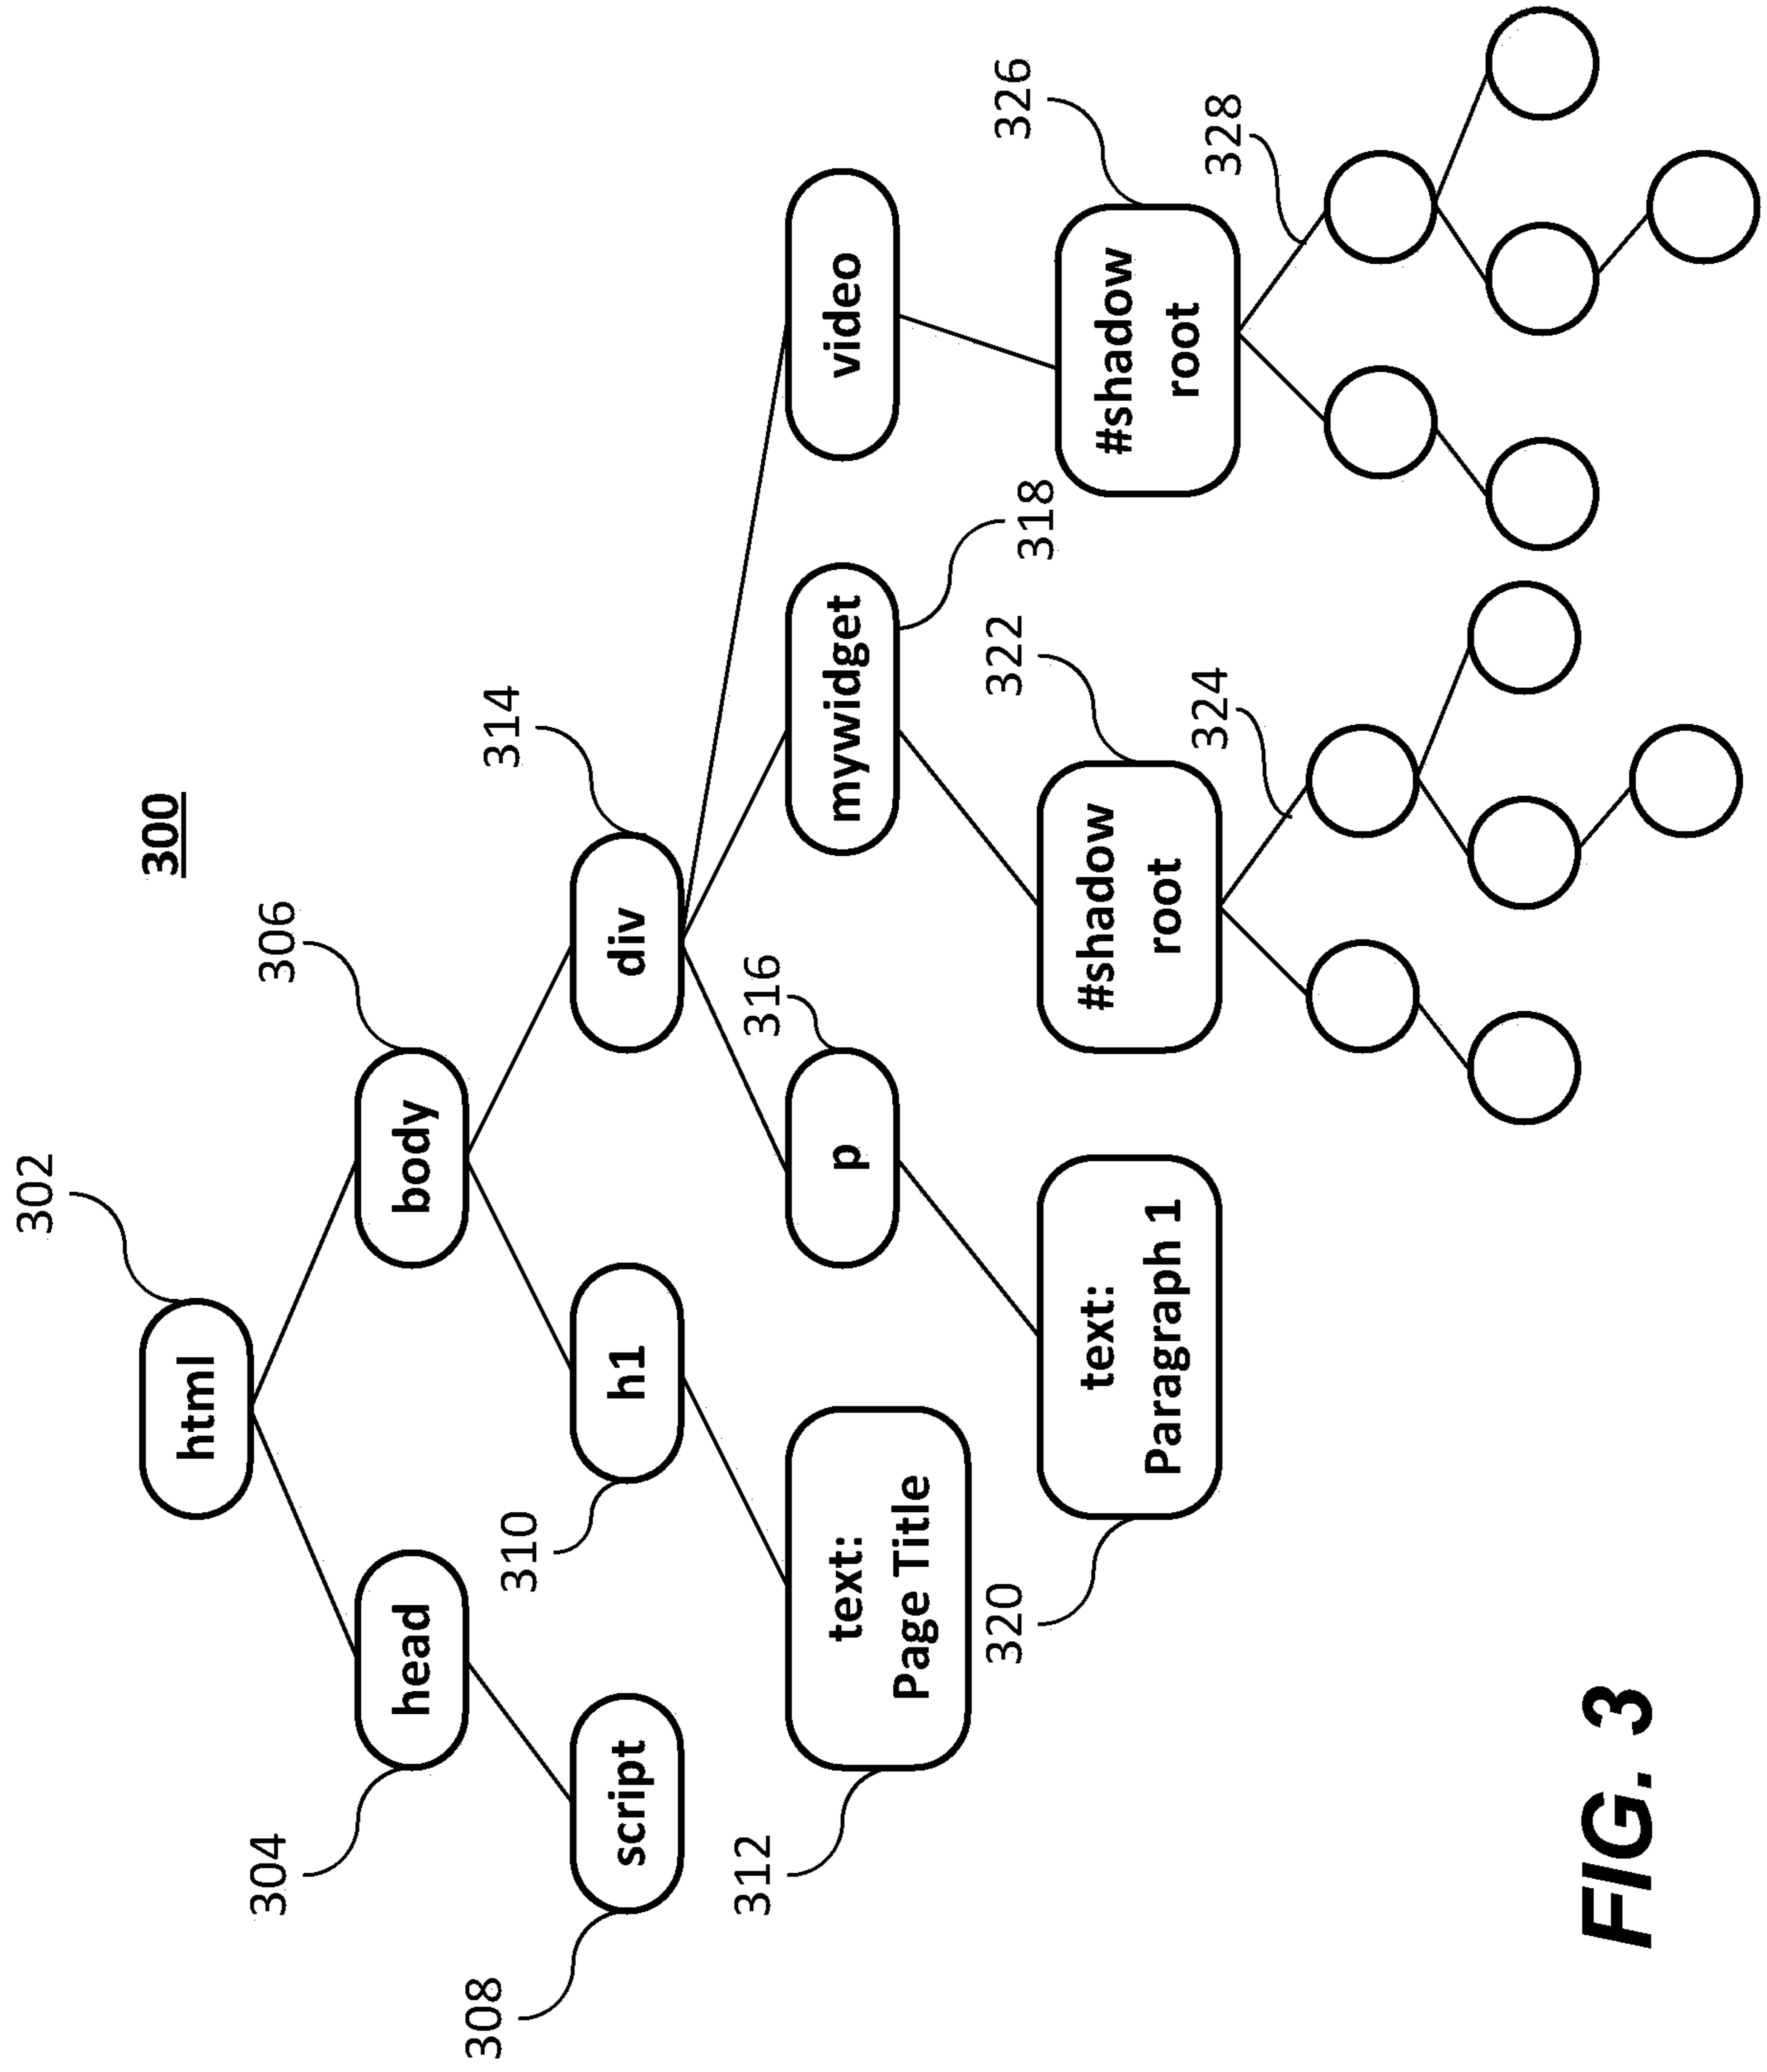 300
302
html
304
head
306
body
308
script
310
h1
314
div
312
text:
Page Title
316
p
318
mywidget
video
320
text:
Paragraph 1
322
#shadow
root
326
#shadow
root
324
328
FIG. 3